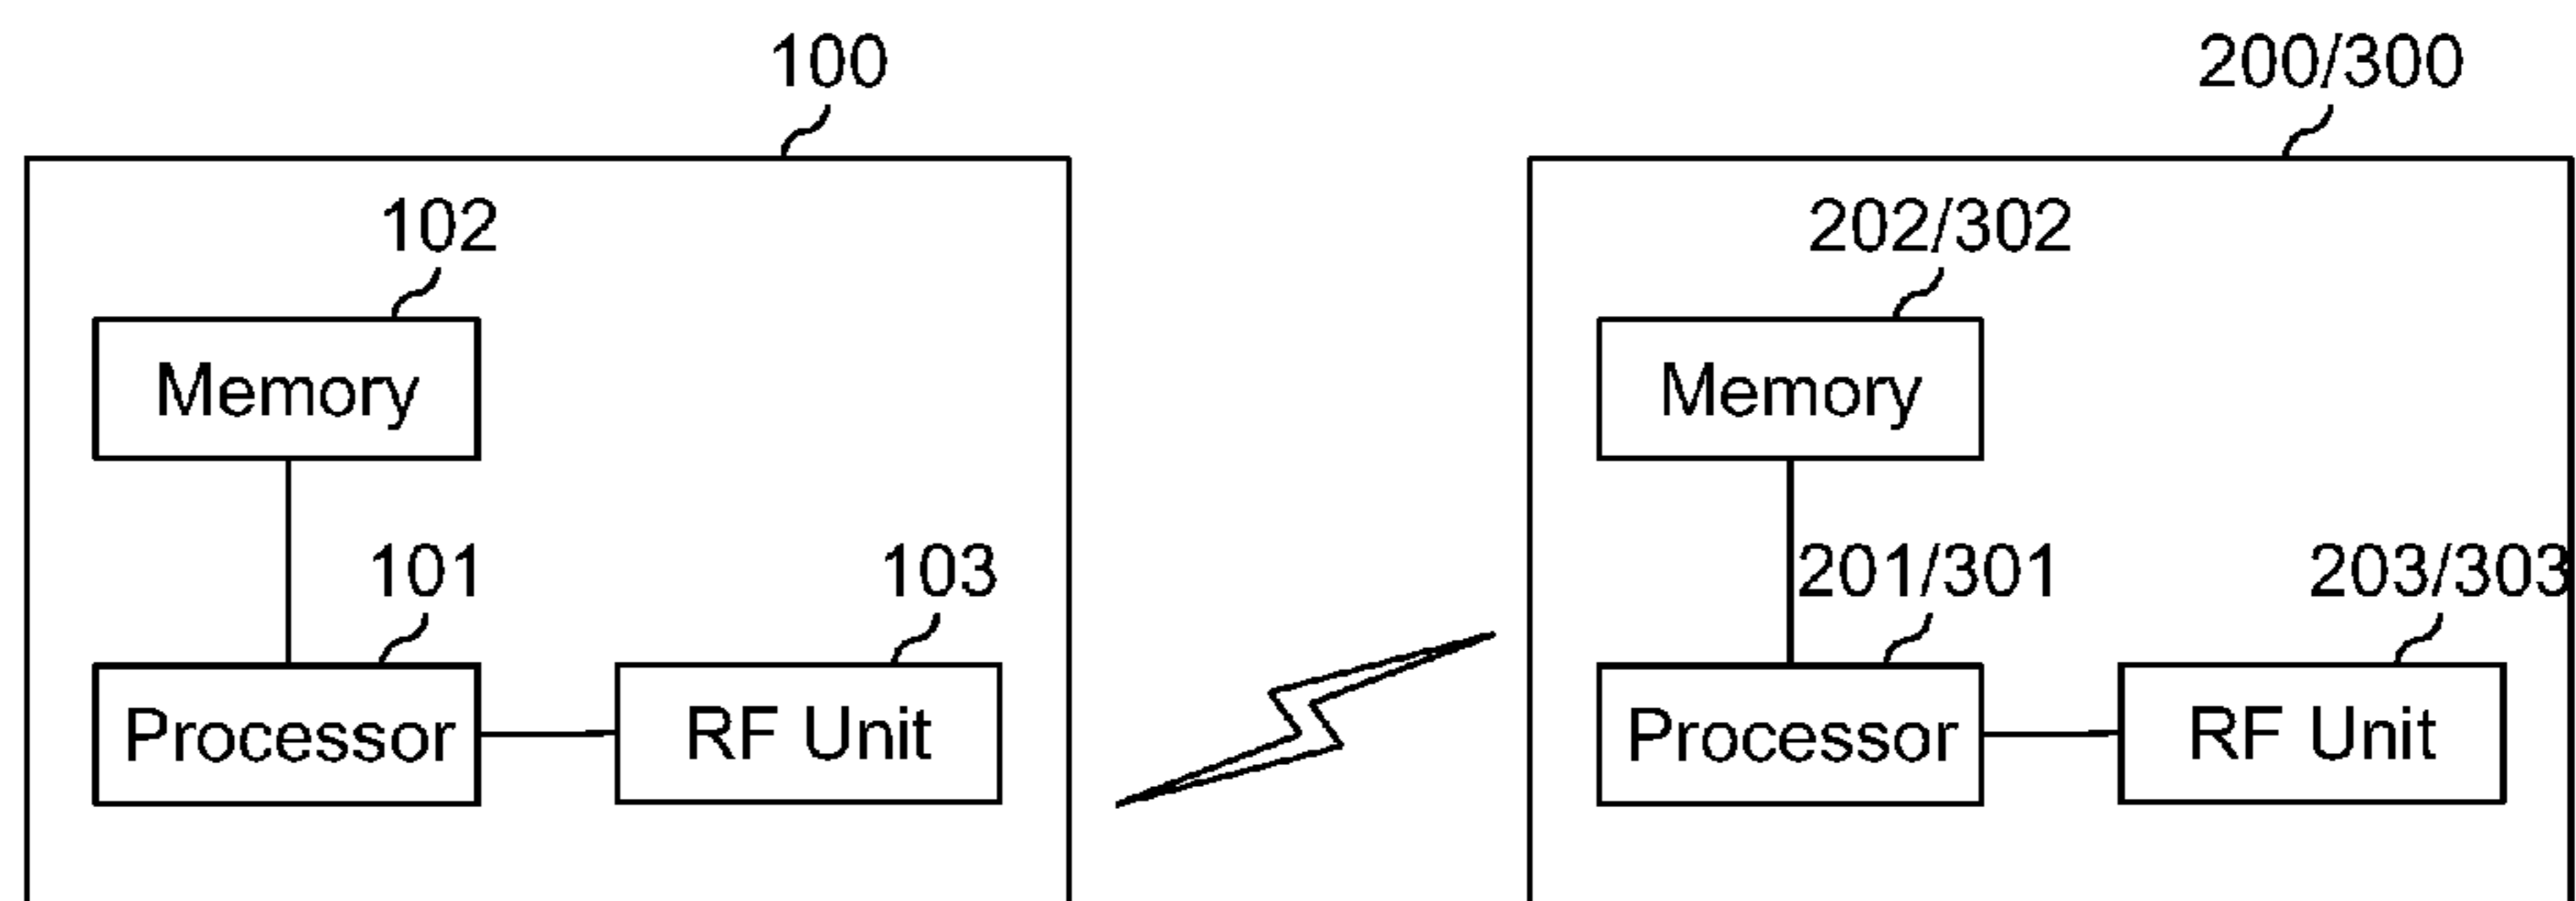 100
200/300
102
202/302
Memory
Memory
101
103
201/301
203/303
Processor
RF Unit
Processor
RF Unit